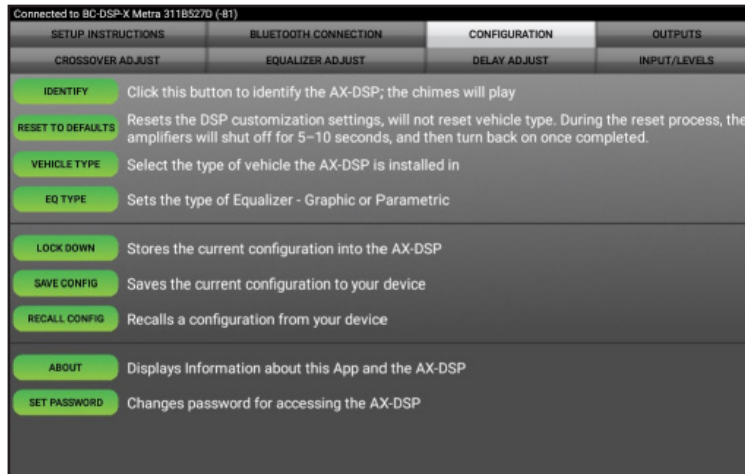 Connected to BC-DSP-X Metra 311B527D (-81)
SETUP INSTRUCTIONS BLUETOOTH CONNECTION CONFIGURATION OUTPUTS
CROSSOVER ADJUST EQUALIZER ADJUST DELAY ADJUST INPUT/LEVELS
IDENTIFY Click this button to identify the AX-DSP; the chimes will play
RESET TO DEFAULTS Resets the DSP customization settings, will not reset vehicle type. During the reset process, the
amplifiers will shut off for 5–10 seconds, and then turn back on once completed.
VEHICLE TYPE Select the type of vehicle the AX-DSP is installed in
EQ TYPE Sets the type of Equalizer - Graphic or Parametric
LOCK DOWN Stores the current configuration into the AX-DSP
SAVE CONFIG Saves the current configuration to your device
RECALL CONFIG Recalls a configuration from your device
ABOUT Displays Information about this App and the AX-DSP
SET PASSWORD Changes password for accessing the AX-DSP